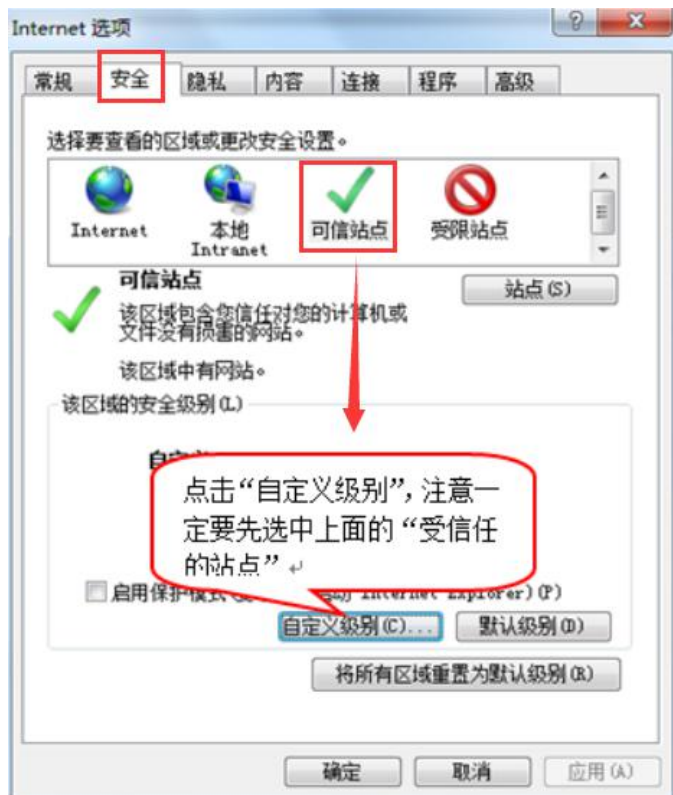 Internet 选项
常规 安全 隐私 内容 连接 程序 高级
选择要查看的区域或更改安全设置。
Internet 本地 Intranet 可信站点 受限站点
可信站点
站点(S)
该区域包含您信任对您的计算机或
文件没有损害的网站。
该区域中有网站。
该区域的安全级别(L)
点击“自定义级别”，注意一
定要先选中上面的“受信任
的站点”
启用保护模式 Internet Explorer)(P)
自定义级别(C)... 默认级别(D)
将所有区域重置为默认级别(R)
确定 取消 应用(A)